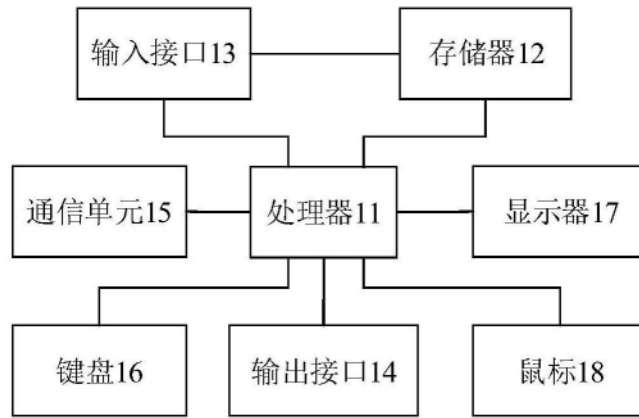 输入接口13
存储器12
通信单元15
处理器11
显示器17
键盘16
输出接口14
鼠标18